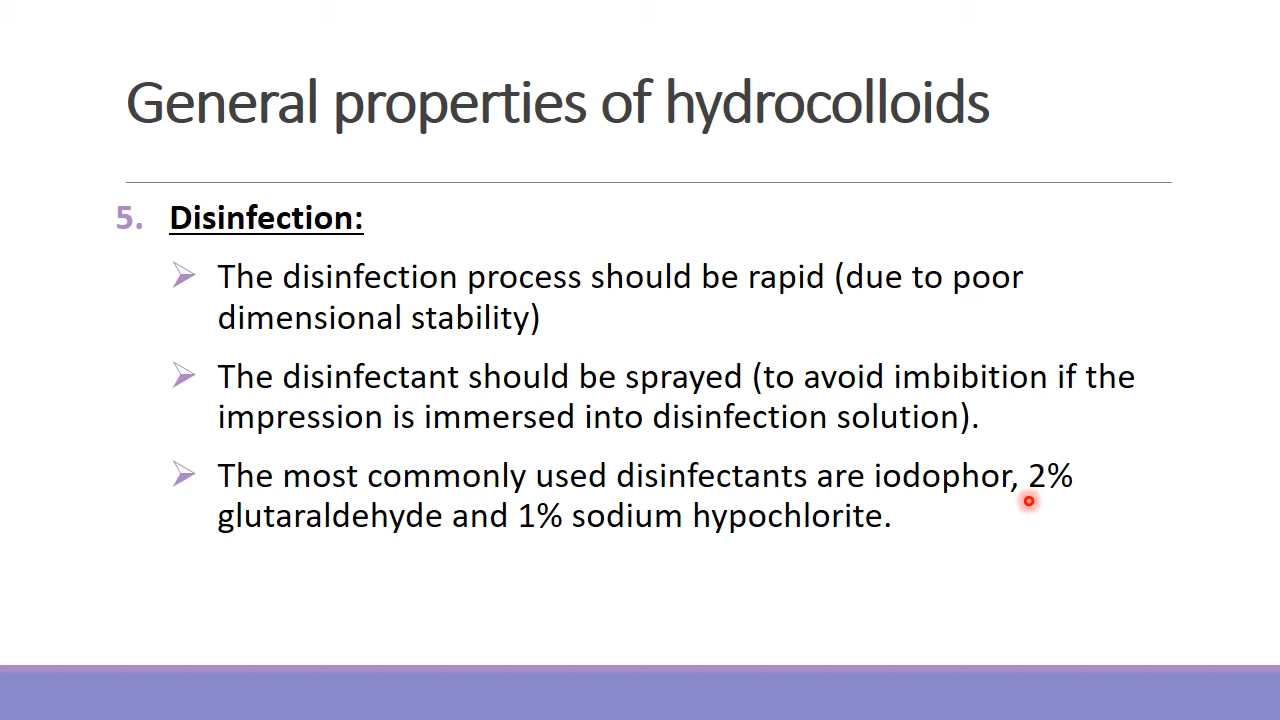 General properties of hydrocolloids
5. Disinfection:
The disinfection process should be rapid (due to poor
dimensional stability)
The disinfectant should be sprayed (to avoid imbibition if the
impression is immersed into disinfection solution).
The most commonly used disinfectants are iodophor, 2%
glutaraldehyde and 1% sodium hypochlorite.